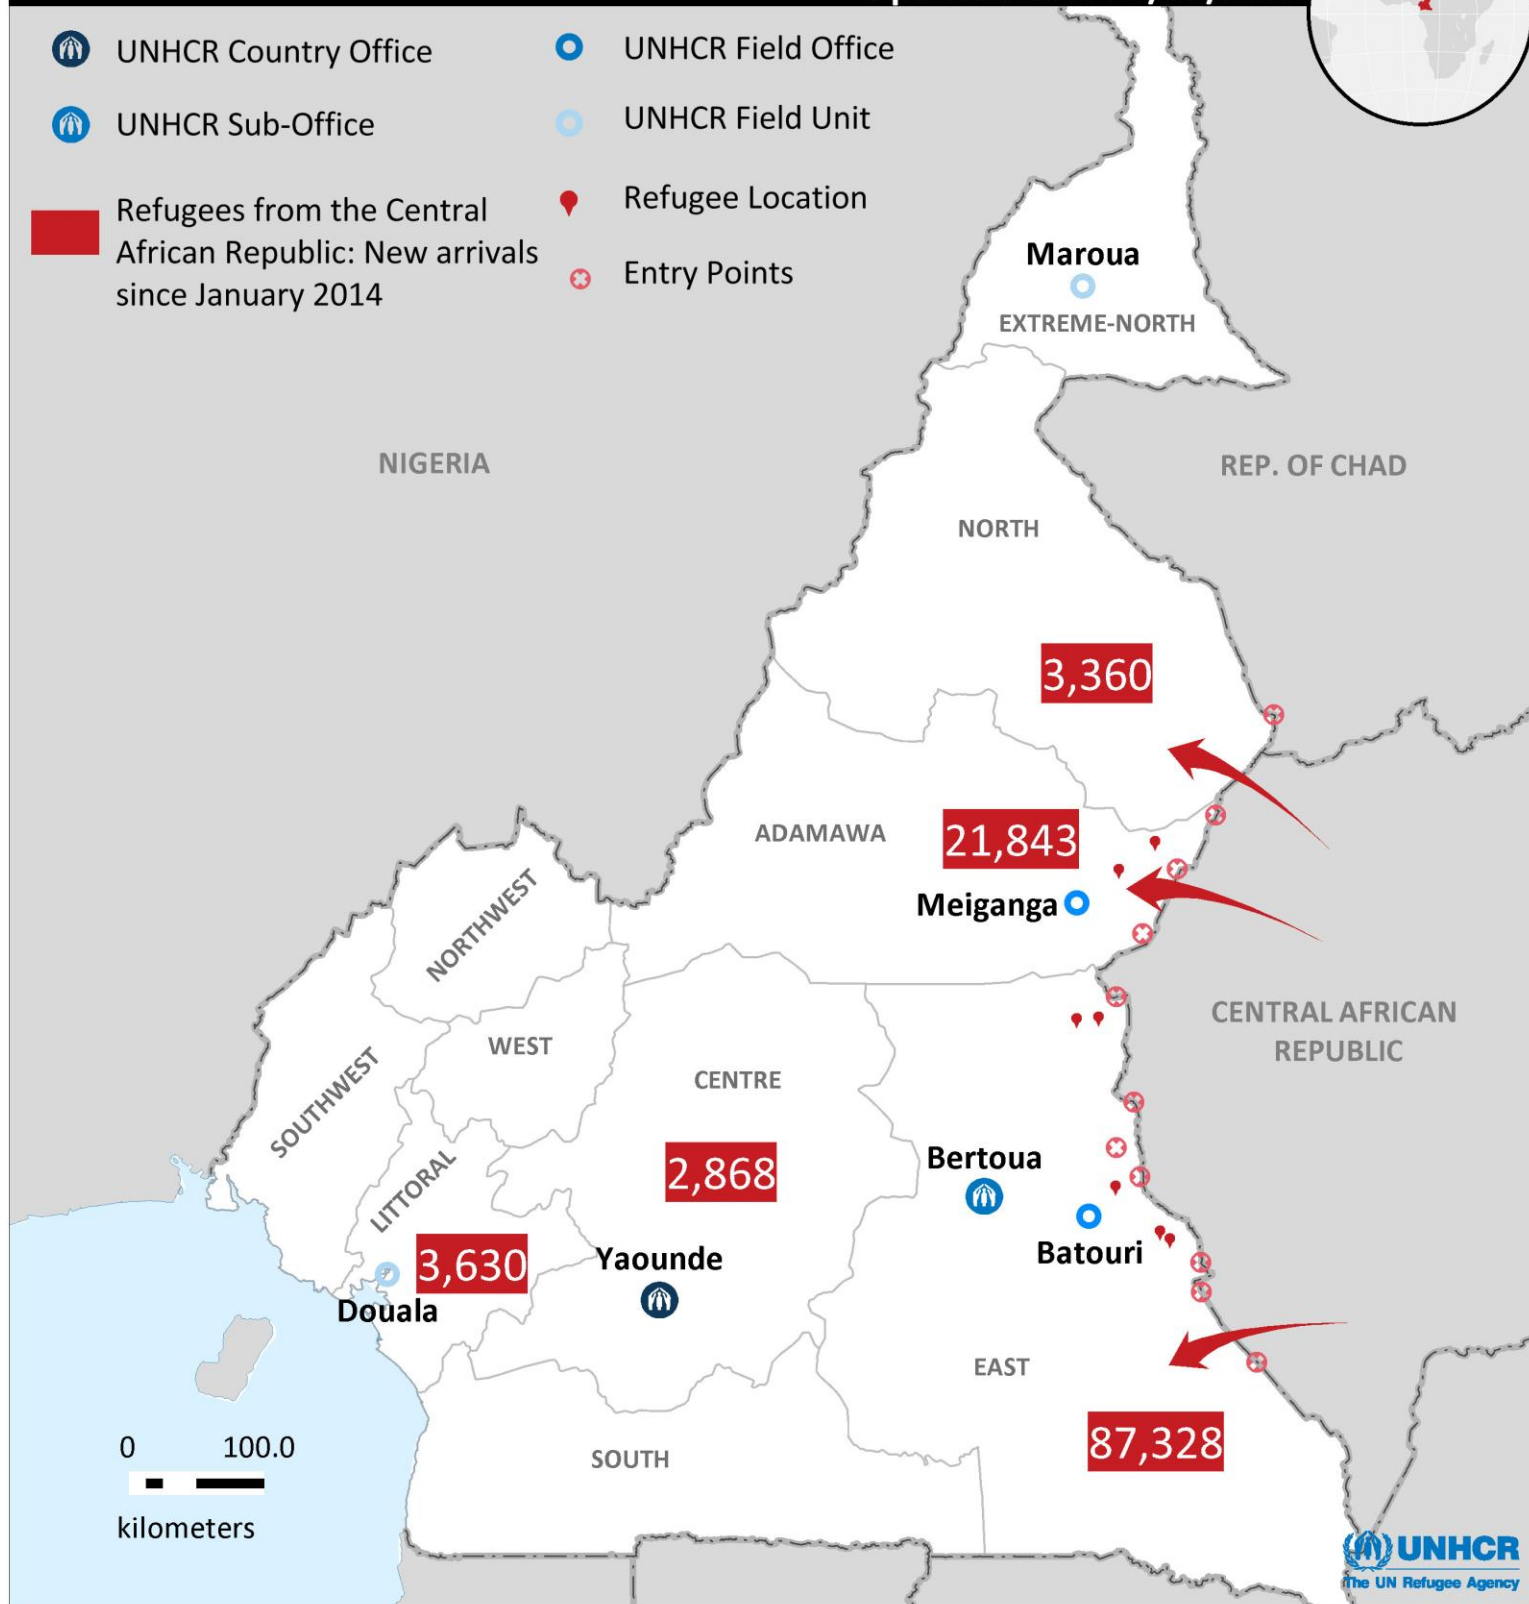 UNHCR Country Office
UNHCR Field Office
UNHCR Sub-Office
UNHCR Field Unit
Refugees from the Central
African Republic: New arrivals
since January 2014
Refugee Location
Entry Points
Maroua
EXTREME-NORTH
NIGERIA
REP. OF CHAD
NORTH
3,360
ADAMAWA
21,843
Meiganga
NORTHWEST
CENTRAL AFRICAN
REPUBLIC
WEST
SOUTHWEST
CENTRE
LITTORAL
2,868
Bertoua
3,630
Yaounde
Batouri
Douala
EAST
87,328
SOUTH
0 100.0
kilometers
UNHCR
The UN Refugee Agency